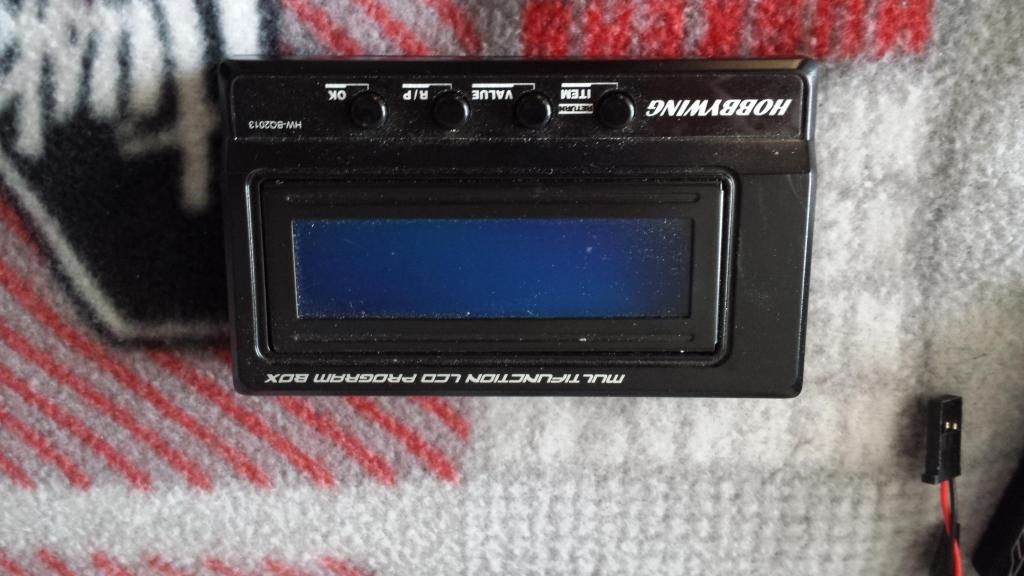 MULTIFUNCTION LCD PROGRAM BOX
HOBBYWING
ITEM
RETURN
VALUE
R/P
OK
HW-BQ2013